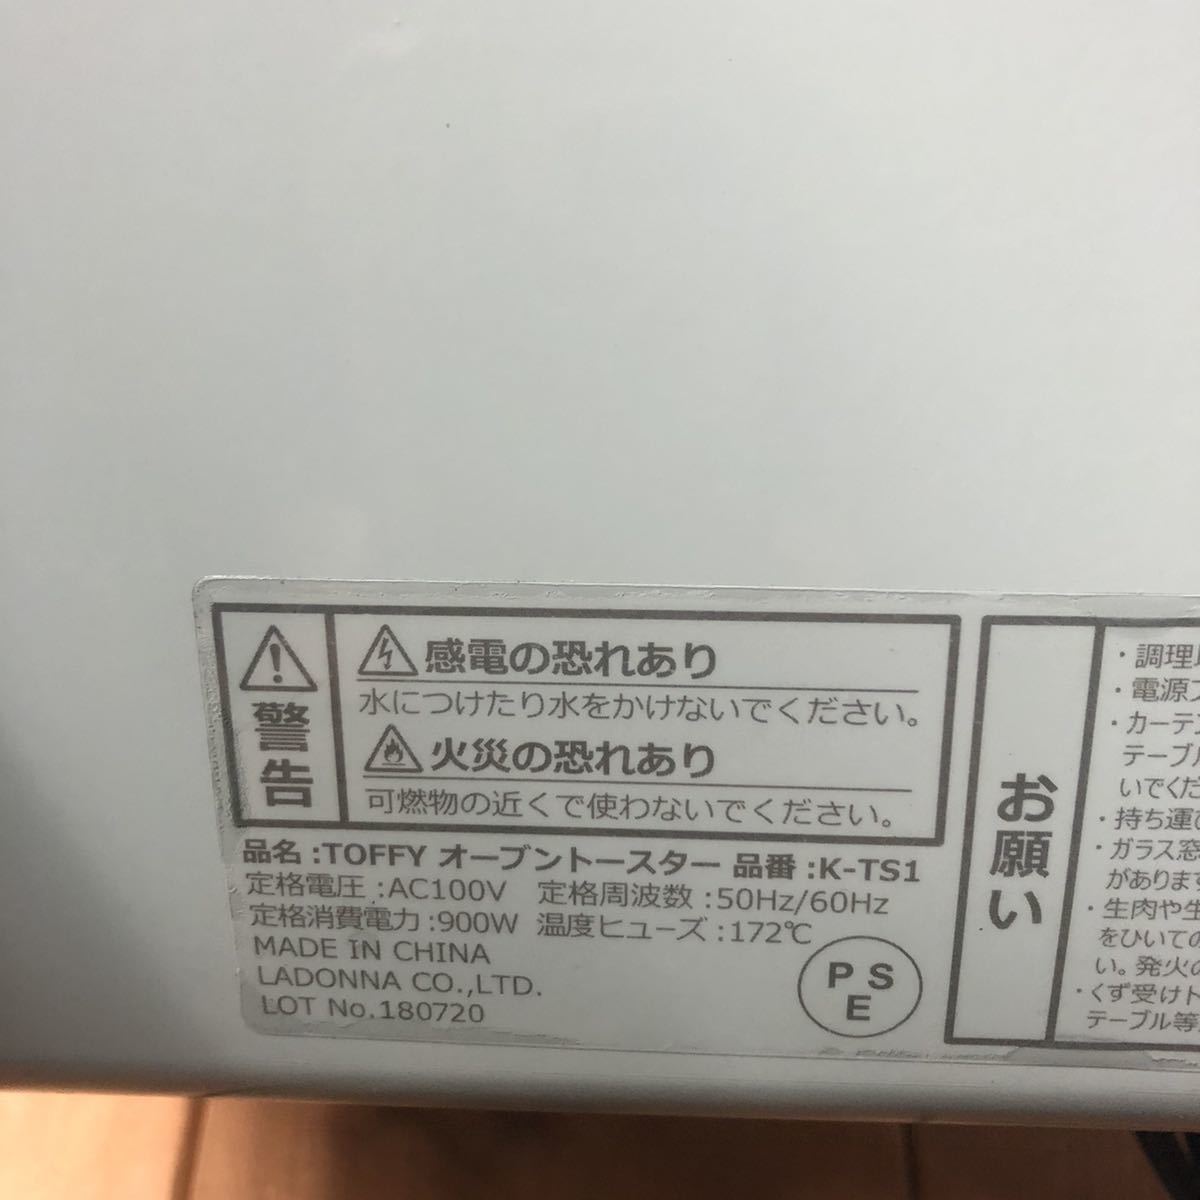 警告
感電の恐れあり
水につけたり水をかけないでください。
火災の恐れあり
可燃物の近くで使わないでください。
品名:TOFFY オーブントースター 品番:K-TS1
定格電圧:AC100V 定格周波数:50Hz/60Hz
定格消費電力:900W 温度ヒューズ:172℃
MADE IN CHINA
LADONNA CO.,LTD.
LOT No.180720
PSE
お願い
・調理
・電源
・カーテ
テーブル
いでくだ
・持ち運び
・ガラス窓
があります
・生肉や生
をひいての
い。発火の
・くず受けト
テーブル等